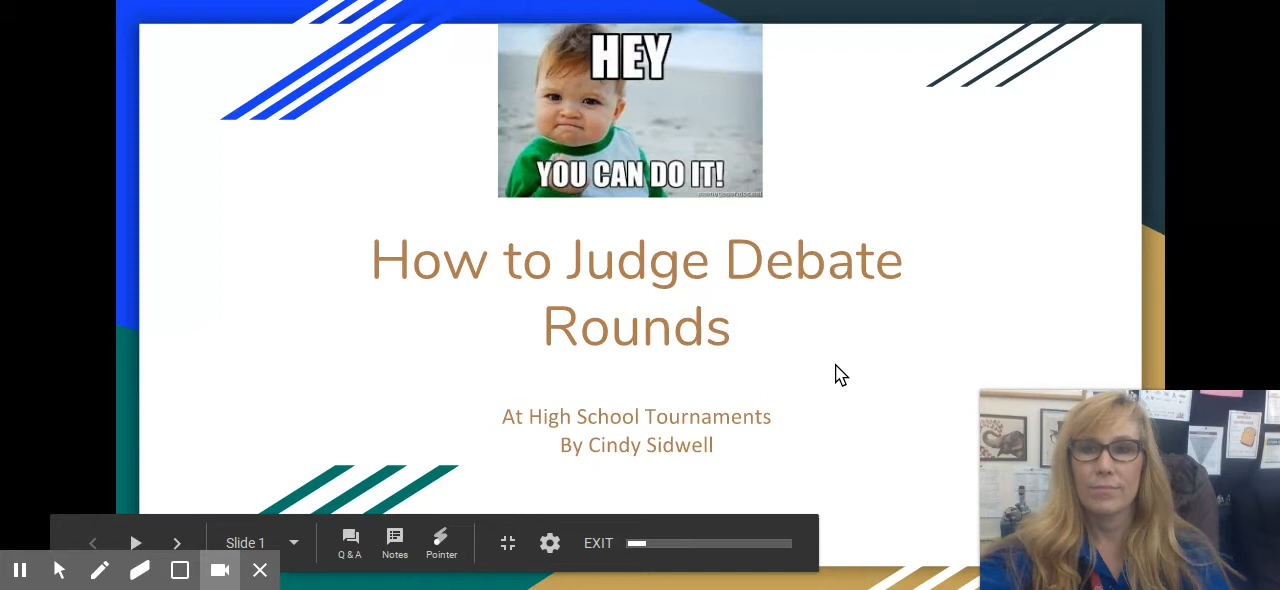 HEY
YOU CAN DO IT!
How to Judge Debate
Rounds
At High School Tournaments
By Cindy Sidwell
Slide 1
Q & A
Notes
Pointer
EXIT